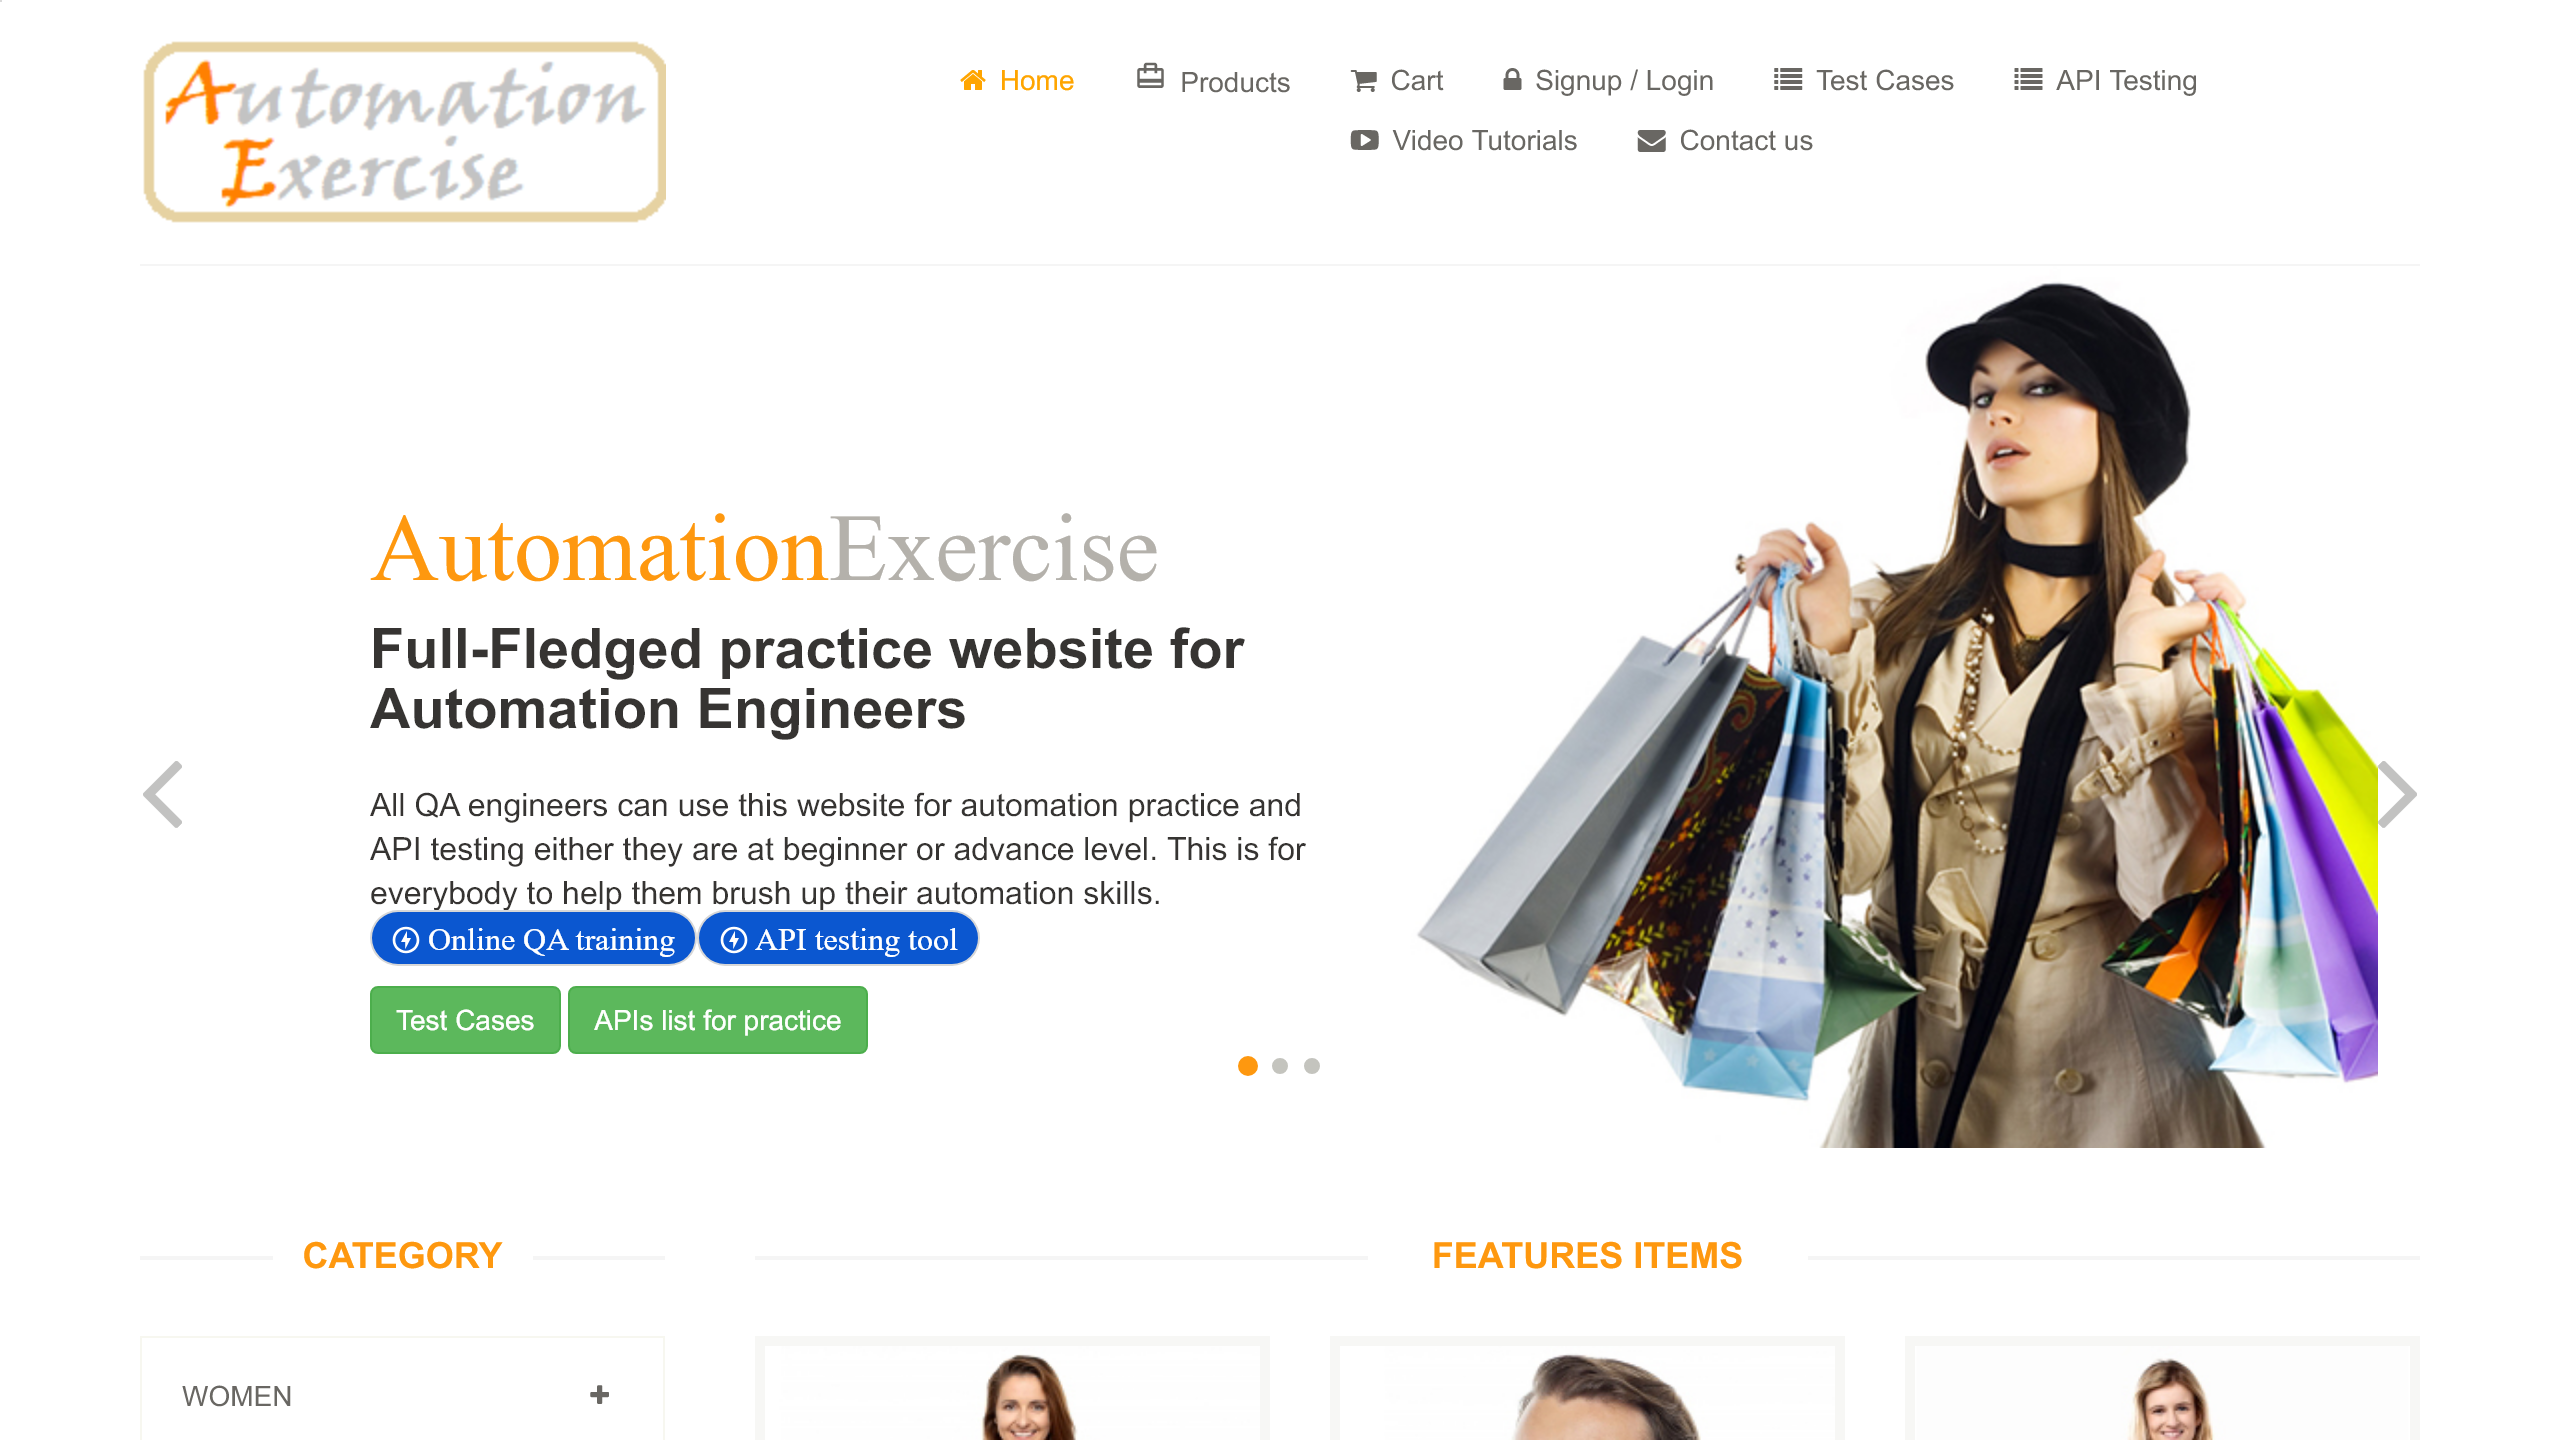 Automation
Exercise
Home
Products
Cart
Signup / Login
Test Cases
API Testing
Video Tutorials
Contact us
AutomationExercise
Full-Fledged practice website for
Automation Engineers
All QA engineers can use this website for automation practice and
API testing either they are at beginner or advance level. This is for
everybody to help them brush up their automation skills.
Online QA training
API testing tool
Test Cases
APIs list for practice
CATEGORY
FEATURES ITEMS
WOMEN